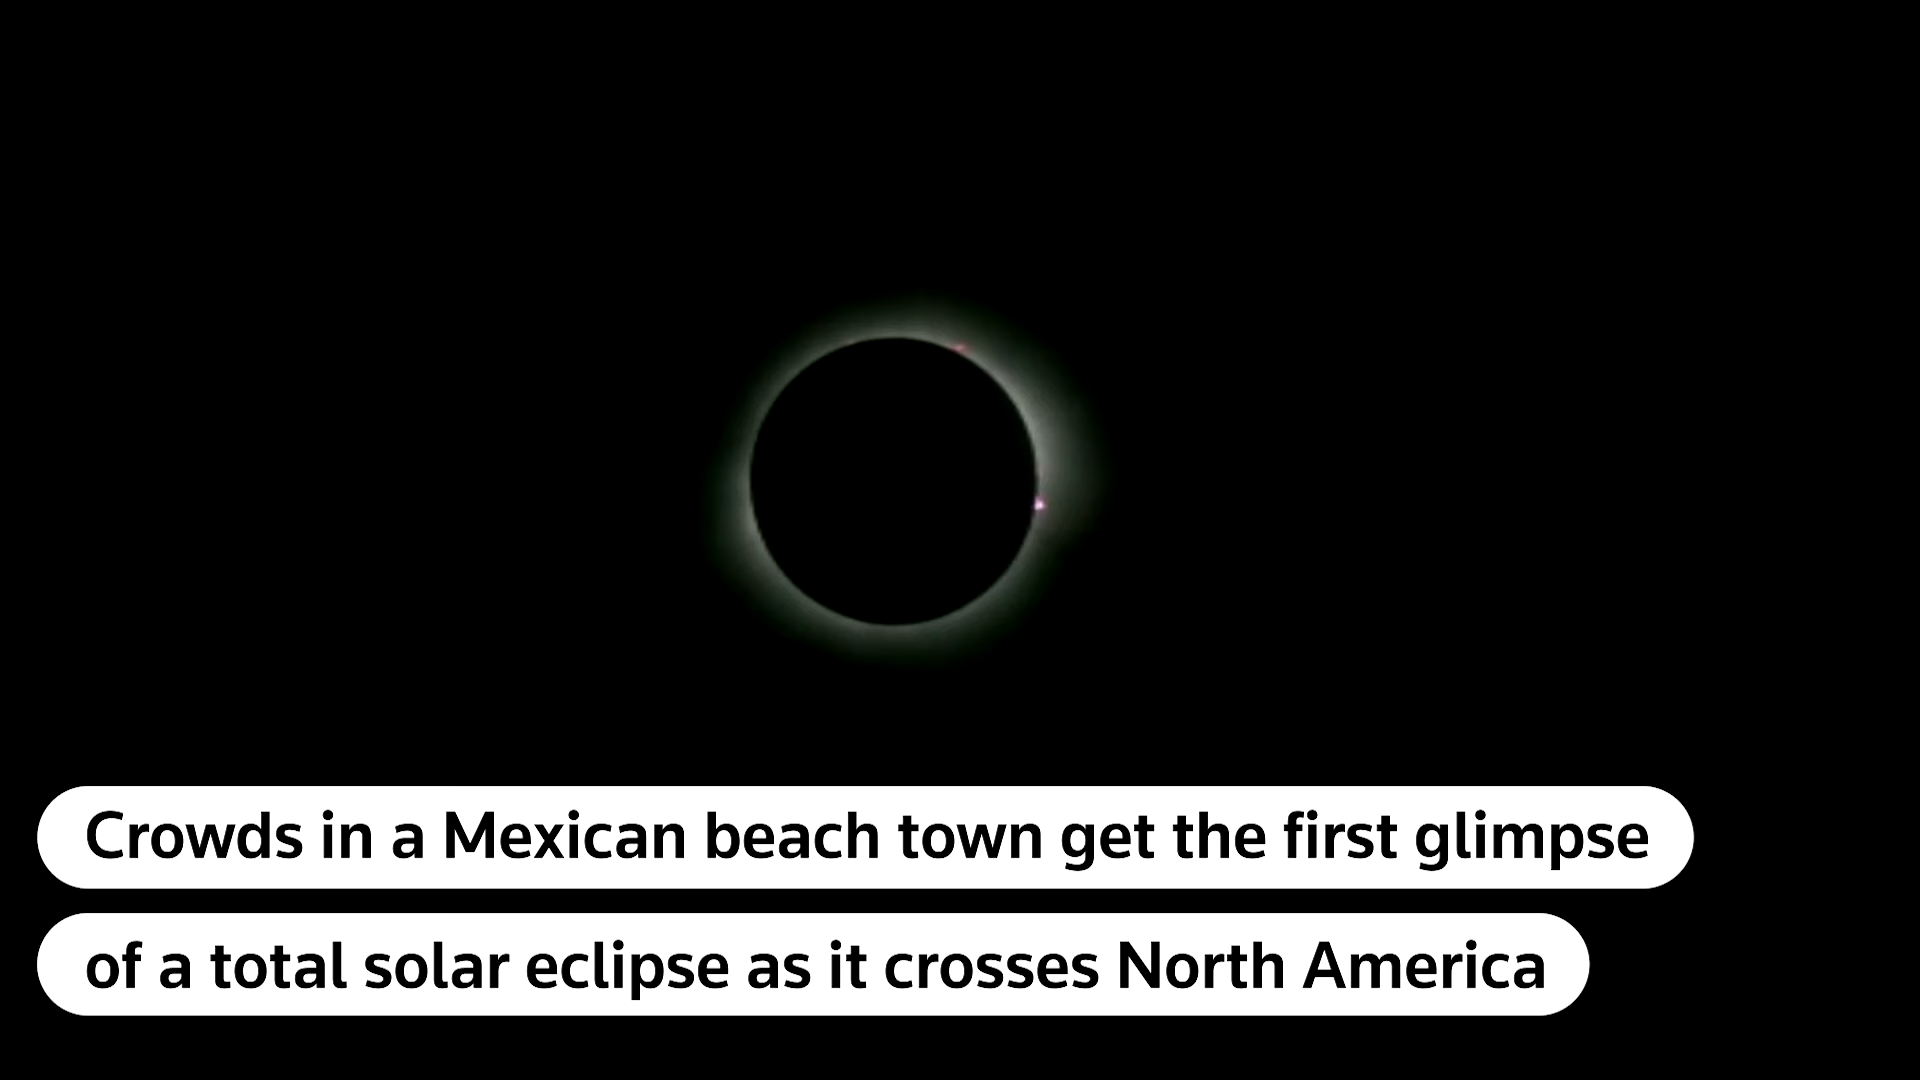 Crowds in a Mexican beach town get the first glimpse
of a total solar eclipse as it crosses North America